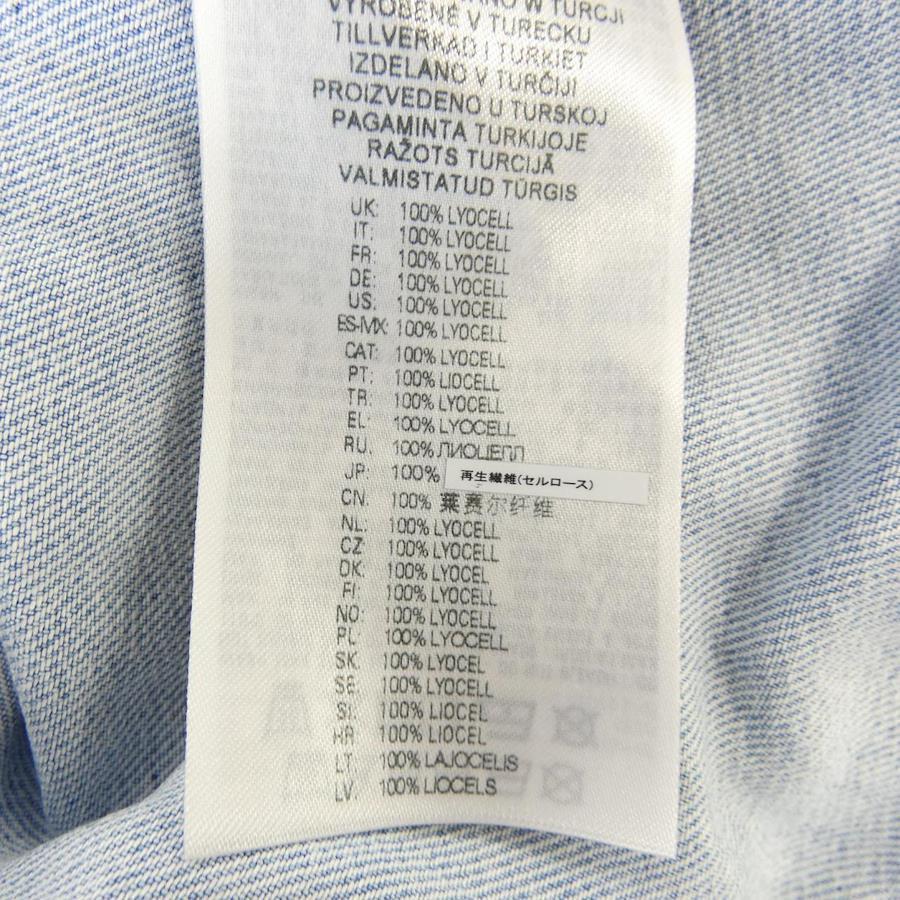 W TURCJI
VYROBENÉ V TURECKU
TILLVERKAD I TURKIET
IZDELANO V TURČIJI
PROIZVEDENO U TURSKOJ
PAGAMINTA TURKIJOJE
RAŽOTS TURCIJĀ
VALMISTATUD TÜRGIS
UK: 100% LYOCELL
IT: 100% LYOCELL
FR: 100% LYOCELL
DE: 100% LYOCELL
US: 100% LYOCELL
ES-MX: 100% LYOCELL
CAT: 100% LYOCELL
PT: 100% LIOCELL
TR: 100% LYOCELL
EL: 100% LYOCELL
RU: 100% ЛИОЦЕЛЛ
JP: 100% 再生繊維(セルロース)
CN: 100% 莱赛尔纤维
NL: 100% LYOCELL
CZ: 100% LYOCELL
DK: 100% LYOCEL
FI: 100% LYOCELL
NO: 100% LYOCELL
PL: 100% LYOCELL
SK: 100% LYOCEL
SE: 100% LYOCELL
SI: 100% LIOCEL
HR: 100% LIOCEL
LT: 100% LAJOCELIS
LV: 100% LIOCELS